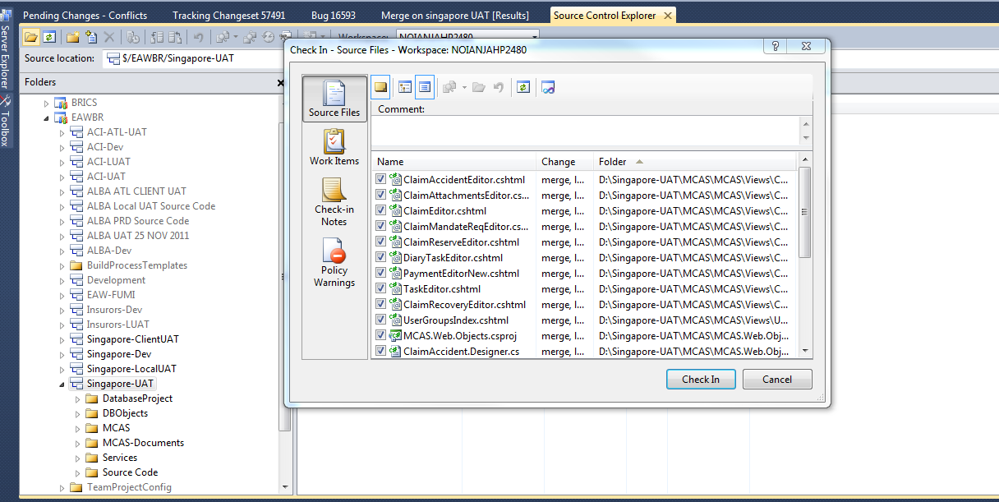 Pending Changes - Conflicts
Tracking Changeset 57491
Bug 16593
Merge on singapore UAT [Results]
Source Control Explorer
Server Explorer
Toolbox
Workspace: NOIANJAHP2480
Source location: $/EAWBR/Singapore-UAT
Folders
BRICS
EAWBR
ACI-ATL-UAT
ACI-Dev
ACI-LUAT
ACI-UAT
ALBA ATL CLIENT UAT
ALBA Local UAT Source Code
ALBA PRD Source Code
ALBA UAT 25 NOV 2011
ALBA-Dev
BuildProcessTemplates
Development
EAW-FUMI
Insurors-Dev
Insurors-LUAT
Singapore-ClientUAT
Singapore-Dev
Singapore-LocalUAT
Singapore-UAT
DatabaseProject
DBObjects
MCAS
MCAS-Documents
Services
Source Code
TeamProjectConfig
Check In - Source Files - Workspace: NOIANJAHP2480
Source Files
Work Items
Check-in
Notes
Policy
Warnings
Comment:
Name Change Folder
ClaimAccidentEditor.cshtml merge, I... D:\Singapore-UAT\MCAS\MCAS\Views\C...
ClaimAttachmentsEditor.cs... merge, I... D:\Singapore-UAT\MCAS\MCAS\Views\C...
ClaimEditor.cshtml merge, I... D:\Singapore-UAT\MCAS\MCAS\Views\C...
ClaimMandateReqEditor.cs... merge, I... D:\Singapore-UAT\MCAS\MCAS\Views\C...
ClaimReserveEditor.cshtml merge, I... D:\Singapore-UAT\MCAS\MCAS\Views\C...
DiaryTaskEditor.cshtml merge, I... D:\Singapore-UAT\MCAS\MCAS\Views\C...
PaymentEditorNew.cshtml merge, I... D:\Singapore-UAT\MCAS\MCAS\Views\C...
TaskEditor.cshtml merge, I... D:\Singapore-UAT\MCAS\MCAS\Views\C...
ClaimRecoveryEditor.cshtml merge, I... D:\Singapore-UAT\MCAS\MCAS\Views\C...
UserGroupsIndex.cshtml merge, I... D:\Singapore-UAT\MCAS\MCAS\Views\U...
MCAS.Web.Objects.csproj merge, I... D:\Singapore-UAT\MCAS\MCAS.Web.Obj...
ClaimAccident.Designer.cs merge, I... D:\Singapore-UAT\MCAS\MCAS.Web.Obj...
Check In
Cancel